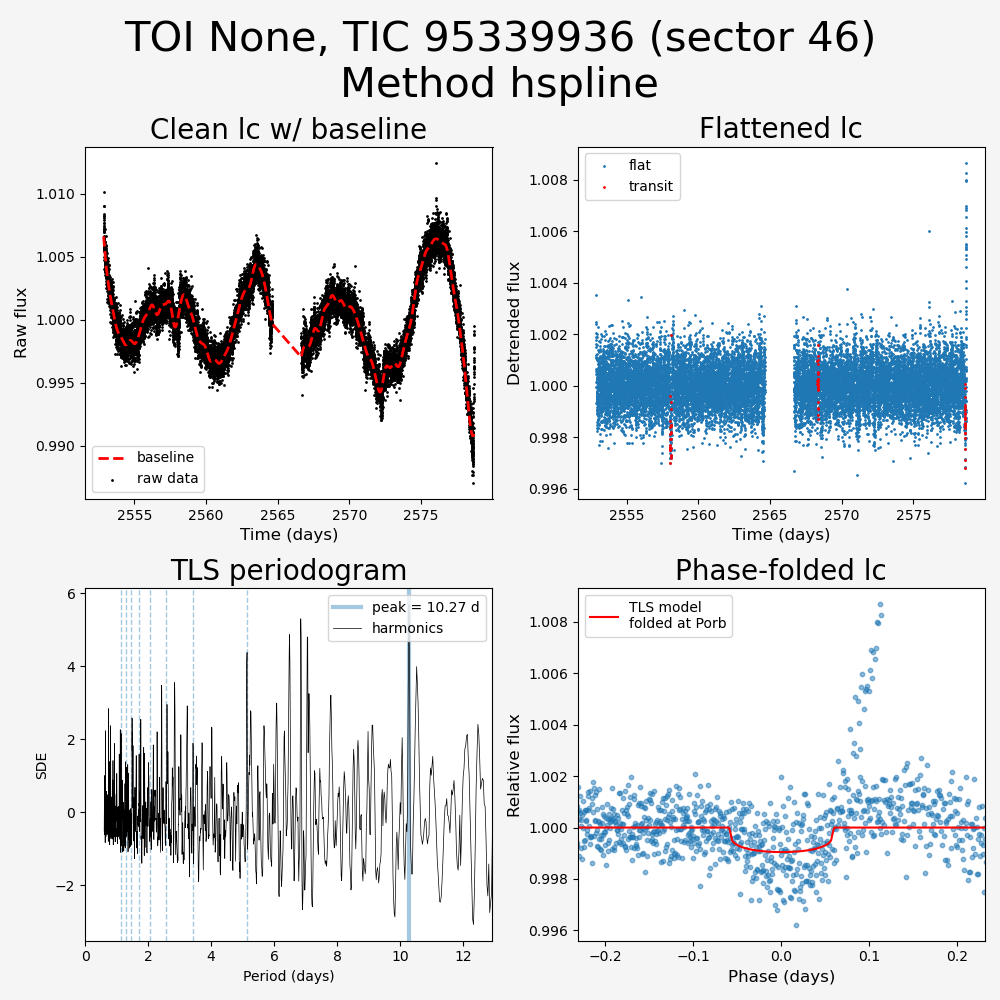 TOI None, TIC 95339936 (sector 46)
Method hspline
Clean lc w/ baseline
Raw flux
1.010
1.005
1.000
0.995
0.990
baseline
raw data
2555
2560
2565
2570
2575
Time (days)
Flattened lc
Detrended flux
1.008
1.006
1.004
1.002
1.000
0.998
0.996
flat
transit
2555
2560
2565
2570
2575
Time (days)
TLS periodogram
SDE
6
4
2
0
−2
peak = 10.27 d
harmonics
0
2
4
6
8
10
12
Period (days)
Phase-folded lc
Relative flux
1.008
1.006
1.004
1.002
1.000
0.998
0.996
TLS model
folded at Porb
−0.2
−0.1
0.0
0.1
0.2
Phase (days)